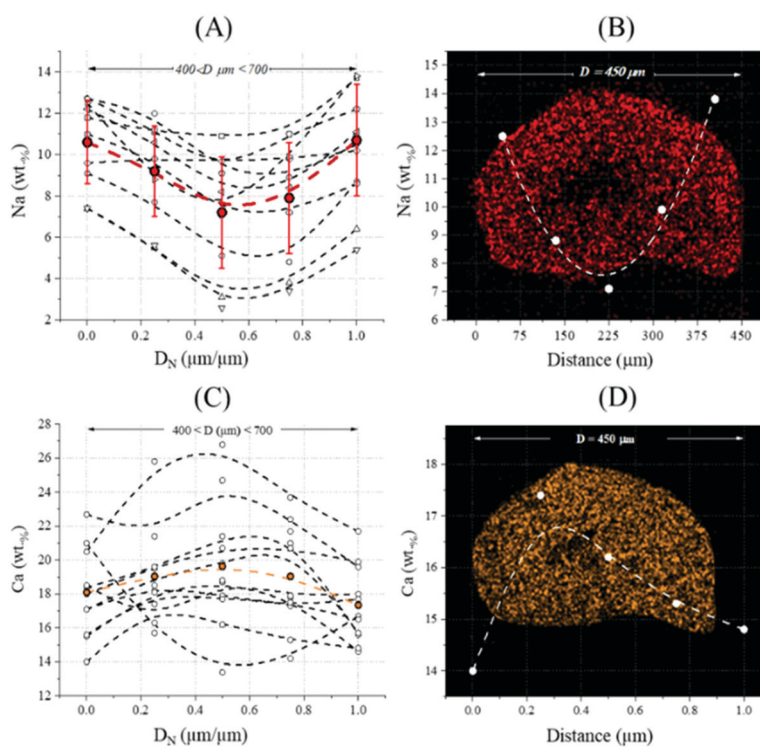 (A)
400<D µm <700
Na (wt.%)
14
12
10
8
6
4
2
0.0 0.2 0.4 0.6 0.8 1.0
D_N (µm/µm)
(B)
D = 450 µm
Na (wt.%)
15
14
13
12
11
10
9
8
7
6
0 75 150 225 300 375 450
Distance (µm)
(C)
400 < D (µm) < 700
Ca (wt.%)
28
26
24
22
20
18
16
14
12
0.0 0.2 0.4 0.6 0.8 1.0
D_N (µm/µm)
(D)
D = 450 µm
Ca (wt.%)
18
17
16
15
14
0.0 0.2 0.4 0.6 0.8 1.0
Distance (µm)